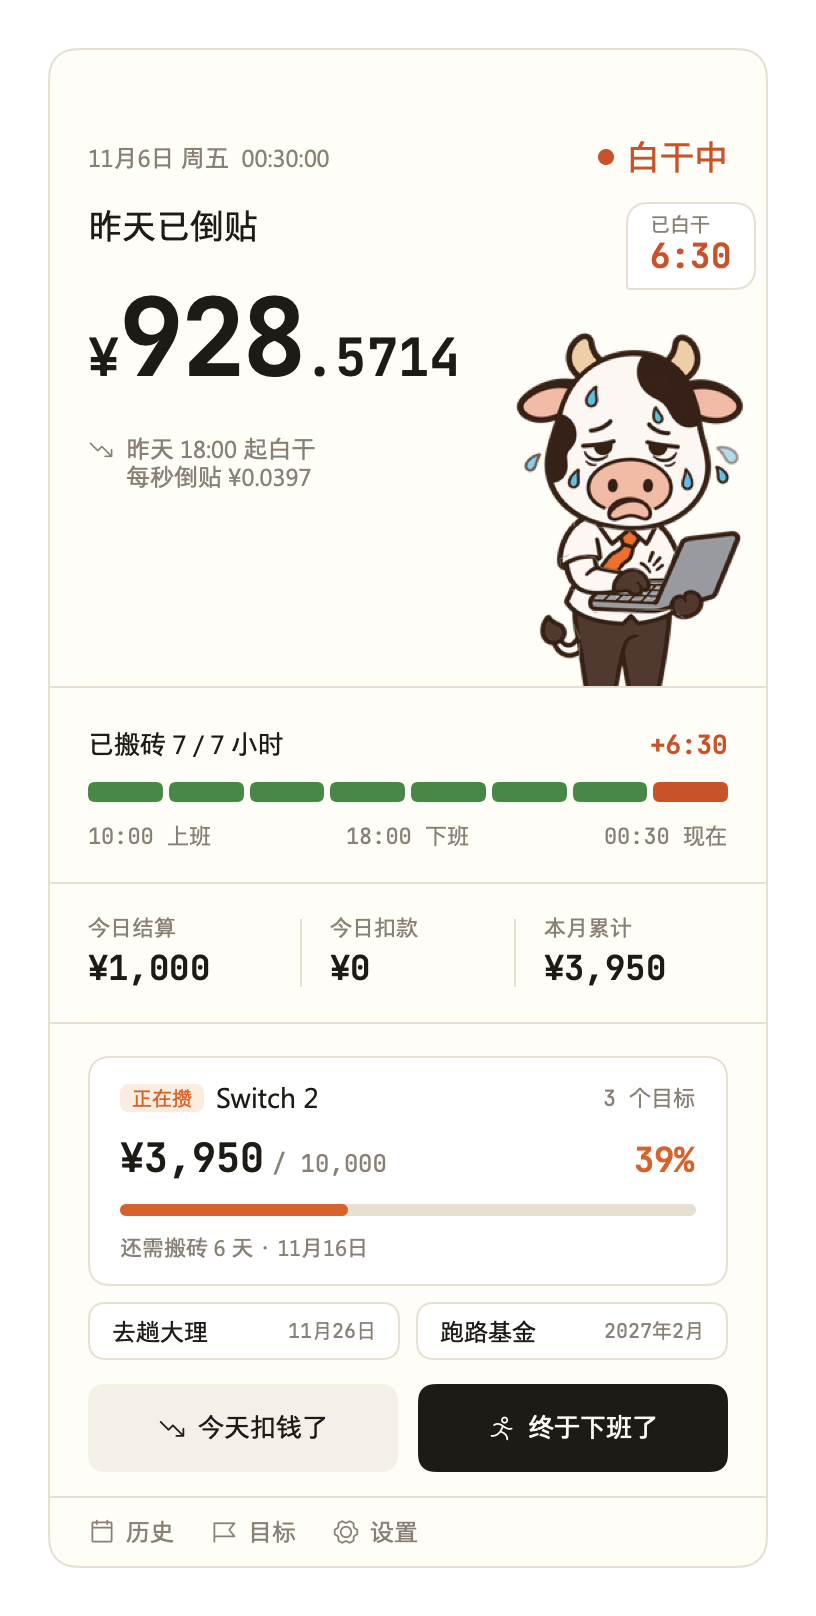 11月6日 周五 00:30:00
白干中
昨天已倒贴
已白干
6:30
¥928.5714
昨天 18:00 起白干
每秒倒贴 ¥0.0397
已搬砖 7 / 7 小时
+6:30
10:00 上班
18:00 下班
00:30 现在
今日结算
¥1,000
今日扣款
¥0
本月累计
¥3,950
正在攒
Switch 2
3 个目标
¥3,950 / 10,000
39%
还需搬砖 6 天 · 11月16日
去趟大理
11月26日
跑路基金
2027年2月
今天扣钱了
终于下班了
历史
目标
设置